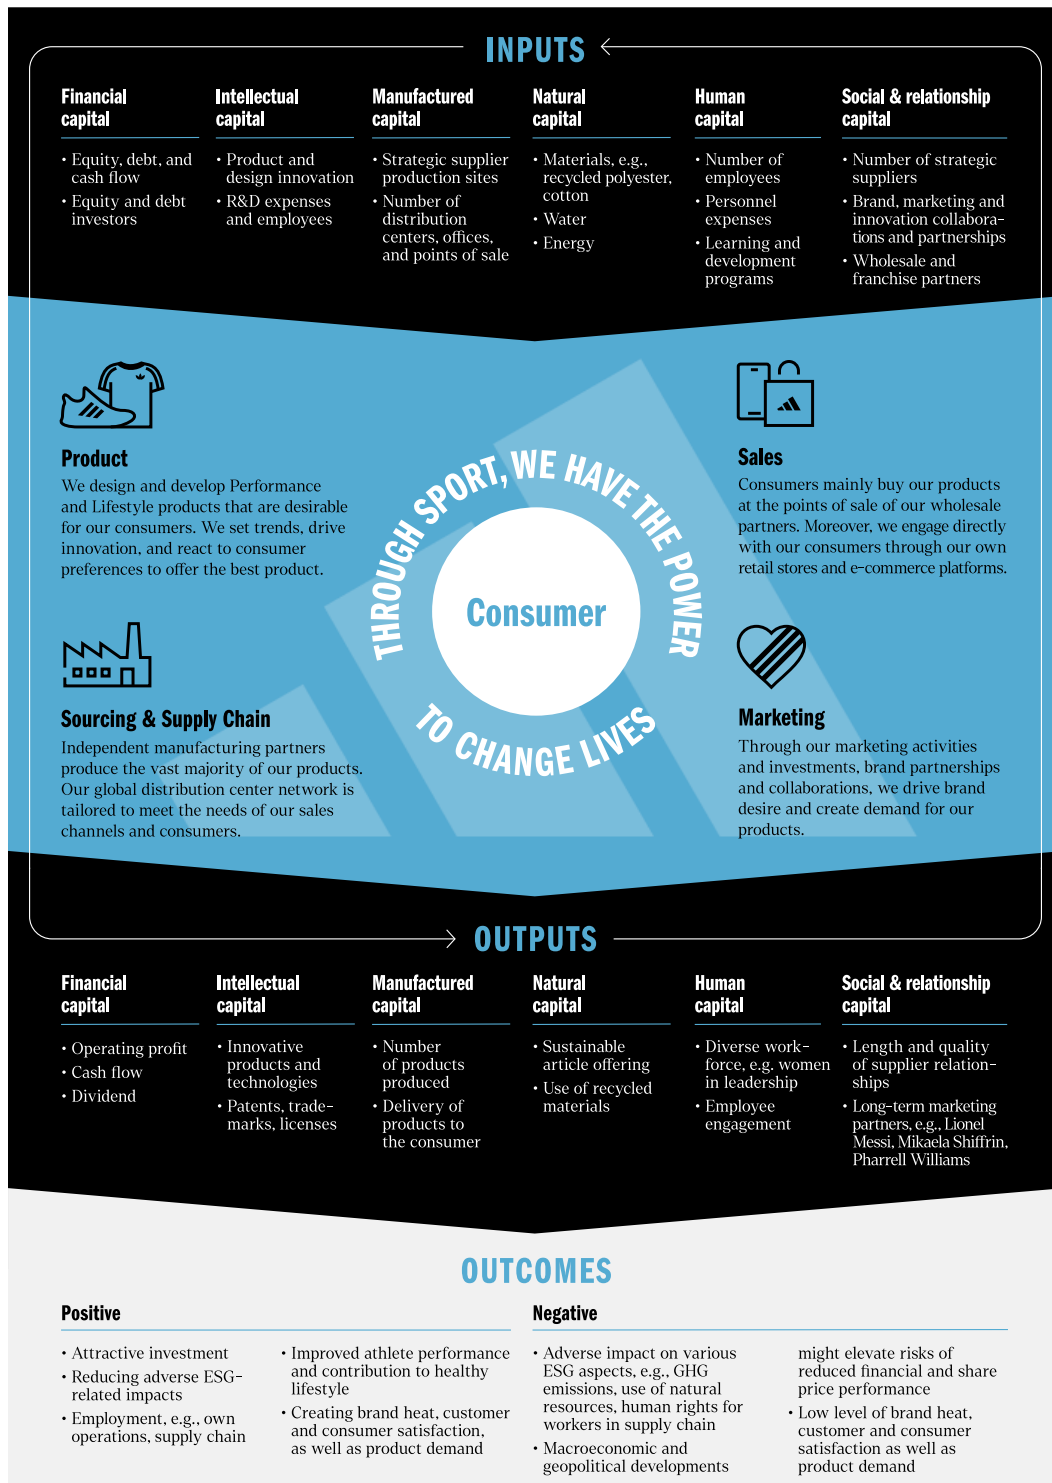 INPUTS
Financial
capital
• Equity, debt, and
cash flow
• Equity and debt
investors
Intellectual
capital
• Product and
design innovation
• R&D expenses
and employees
Manufactured
capital
• Strategic supplier
production sites
• Number of
distribution
centers, offices,
and points of sale
Natural
capital
• Materials, e.g.,
recycled polyester,
cotton
• Water
• Energy
Human
capital
• Number of
employees
• Personnel
expenses
• Learning and
development
programs
Social & relationship
capital
• Number of strategic
suppliers
• Brand, marketing and
innovation collabora-
tions and partnerships
• Wholesale and
franchise partners
Product
We design and develop Performance
and Lifestyle products that are desirable
for our consumers. We set trends, drive
innovation, and react to consumer
preferences to offer the best product.
Sourcing & Supply Chain
Independent manufacturing partners
produce the vast majority of our products.
Our global distribution center network is
tailored to meet the needs of our sales
channels and consumers.
THROUGH SPORT, WE HAVE THE POWER
TO CHANGE LIVES
Consumer
Sales
Consumers mainly buy our products
at the points of sale of our wholesale
partners. Moreover, we engage directly
with our consumers through our own
retail stores and e-commerce platforms.
Marketing
Through our marketing activities
and investments, brand partnerships
and collaborations, we drive brand
desire and create demand for our
products.
OUTPUTS
Financial
capital
• Operating profit
• Cash flow
• Dividend
Intellectual
capital
• Innovative
products and
technologies
• Patents, trade-
marks, licenses
Manufactured
capital
• Number
of products
produced
• Delivery of
products to
the consumer
Natural
capital
• Sustainable
article offering
• Use of recycled
materials
Human
capital
• Diverse work-
force, e.g. women
in leadership
• Employee
engagement
Social & relationship
capital
• Length and quality
of supplier relation-
ships
• Long-term marketing
partners, e.g., Lionel
Messi, Mikaela Shiffrin,
Pharrell Williams
OUTCOMES
Positive
• Attractive investment
• Reducing adverse ESG-
related impacts
• Employment, e.g., own
operations, supply chain
• Improved athlete performance
and contribution to healthy
lifestyle
• Creating brand heat, customer
and consumer satisfaction,
as well as product demand
Negative
• Adverse impact on various
ESG aspects, e.g., GHG
emissions, use of natural
resources, human rights for
workers in supply chain
• Macroeconomic and
geopolitical developments
might elevate risks of
reduced financial and share
price performance
• Low level of brand heat,
customer and consumer
satisfaction as well as
product demand